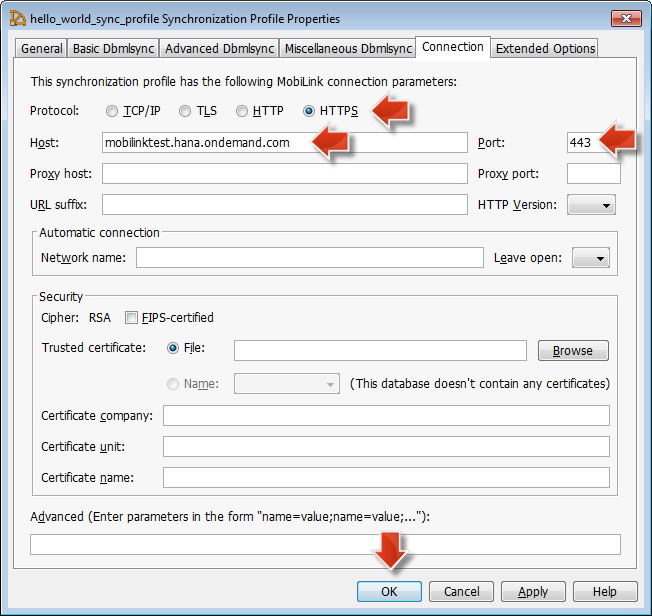 hello_world_sync_profile Synchronization Profile Properties
General Basic Dbmlsync Advanced Dbmlsync Miscellaneous Dbmlsync Connection Extended Options
This synchronization profile has the following MobiLink connection parameters:
Protocol: TCP/IP TLS HTTP HTTPS
Host: mobilinktest.hana.ondemand.com Port: 443
Proxy host: Proxy port:
URL suffix: HTTP Version:
Automatic connection
Network name: Leave open:
Security
Cipher: RSA FIPS-certified
Trusted certificate: File: Browse
Name: (This database doesn't contain any certificates)
Certificate company:
Certificate unit:
Certificate name:
Advanced (Enter parameters in the form "name=value;name=value;..."):
OK Cancel Apply Help